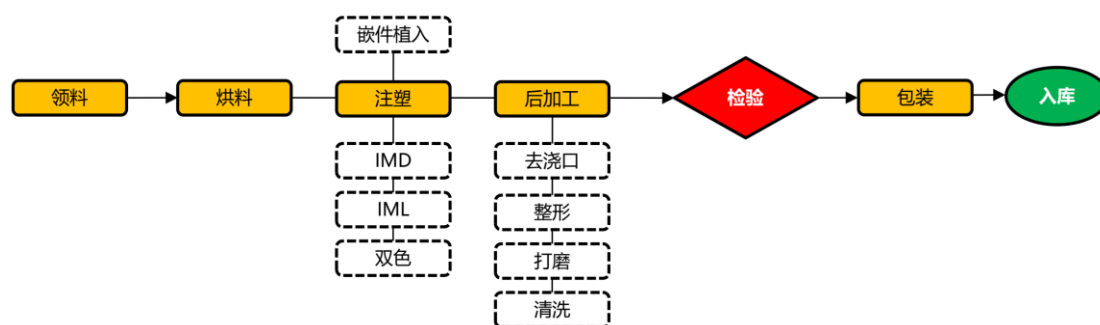 嵌件植入
领料
烘料
注塑
后加工
检验
包装
入库
IMD
IML
双色
去浇口
整形
打磨
清洗